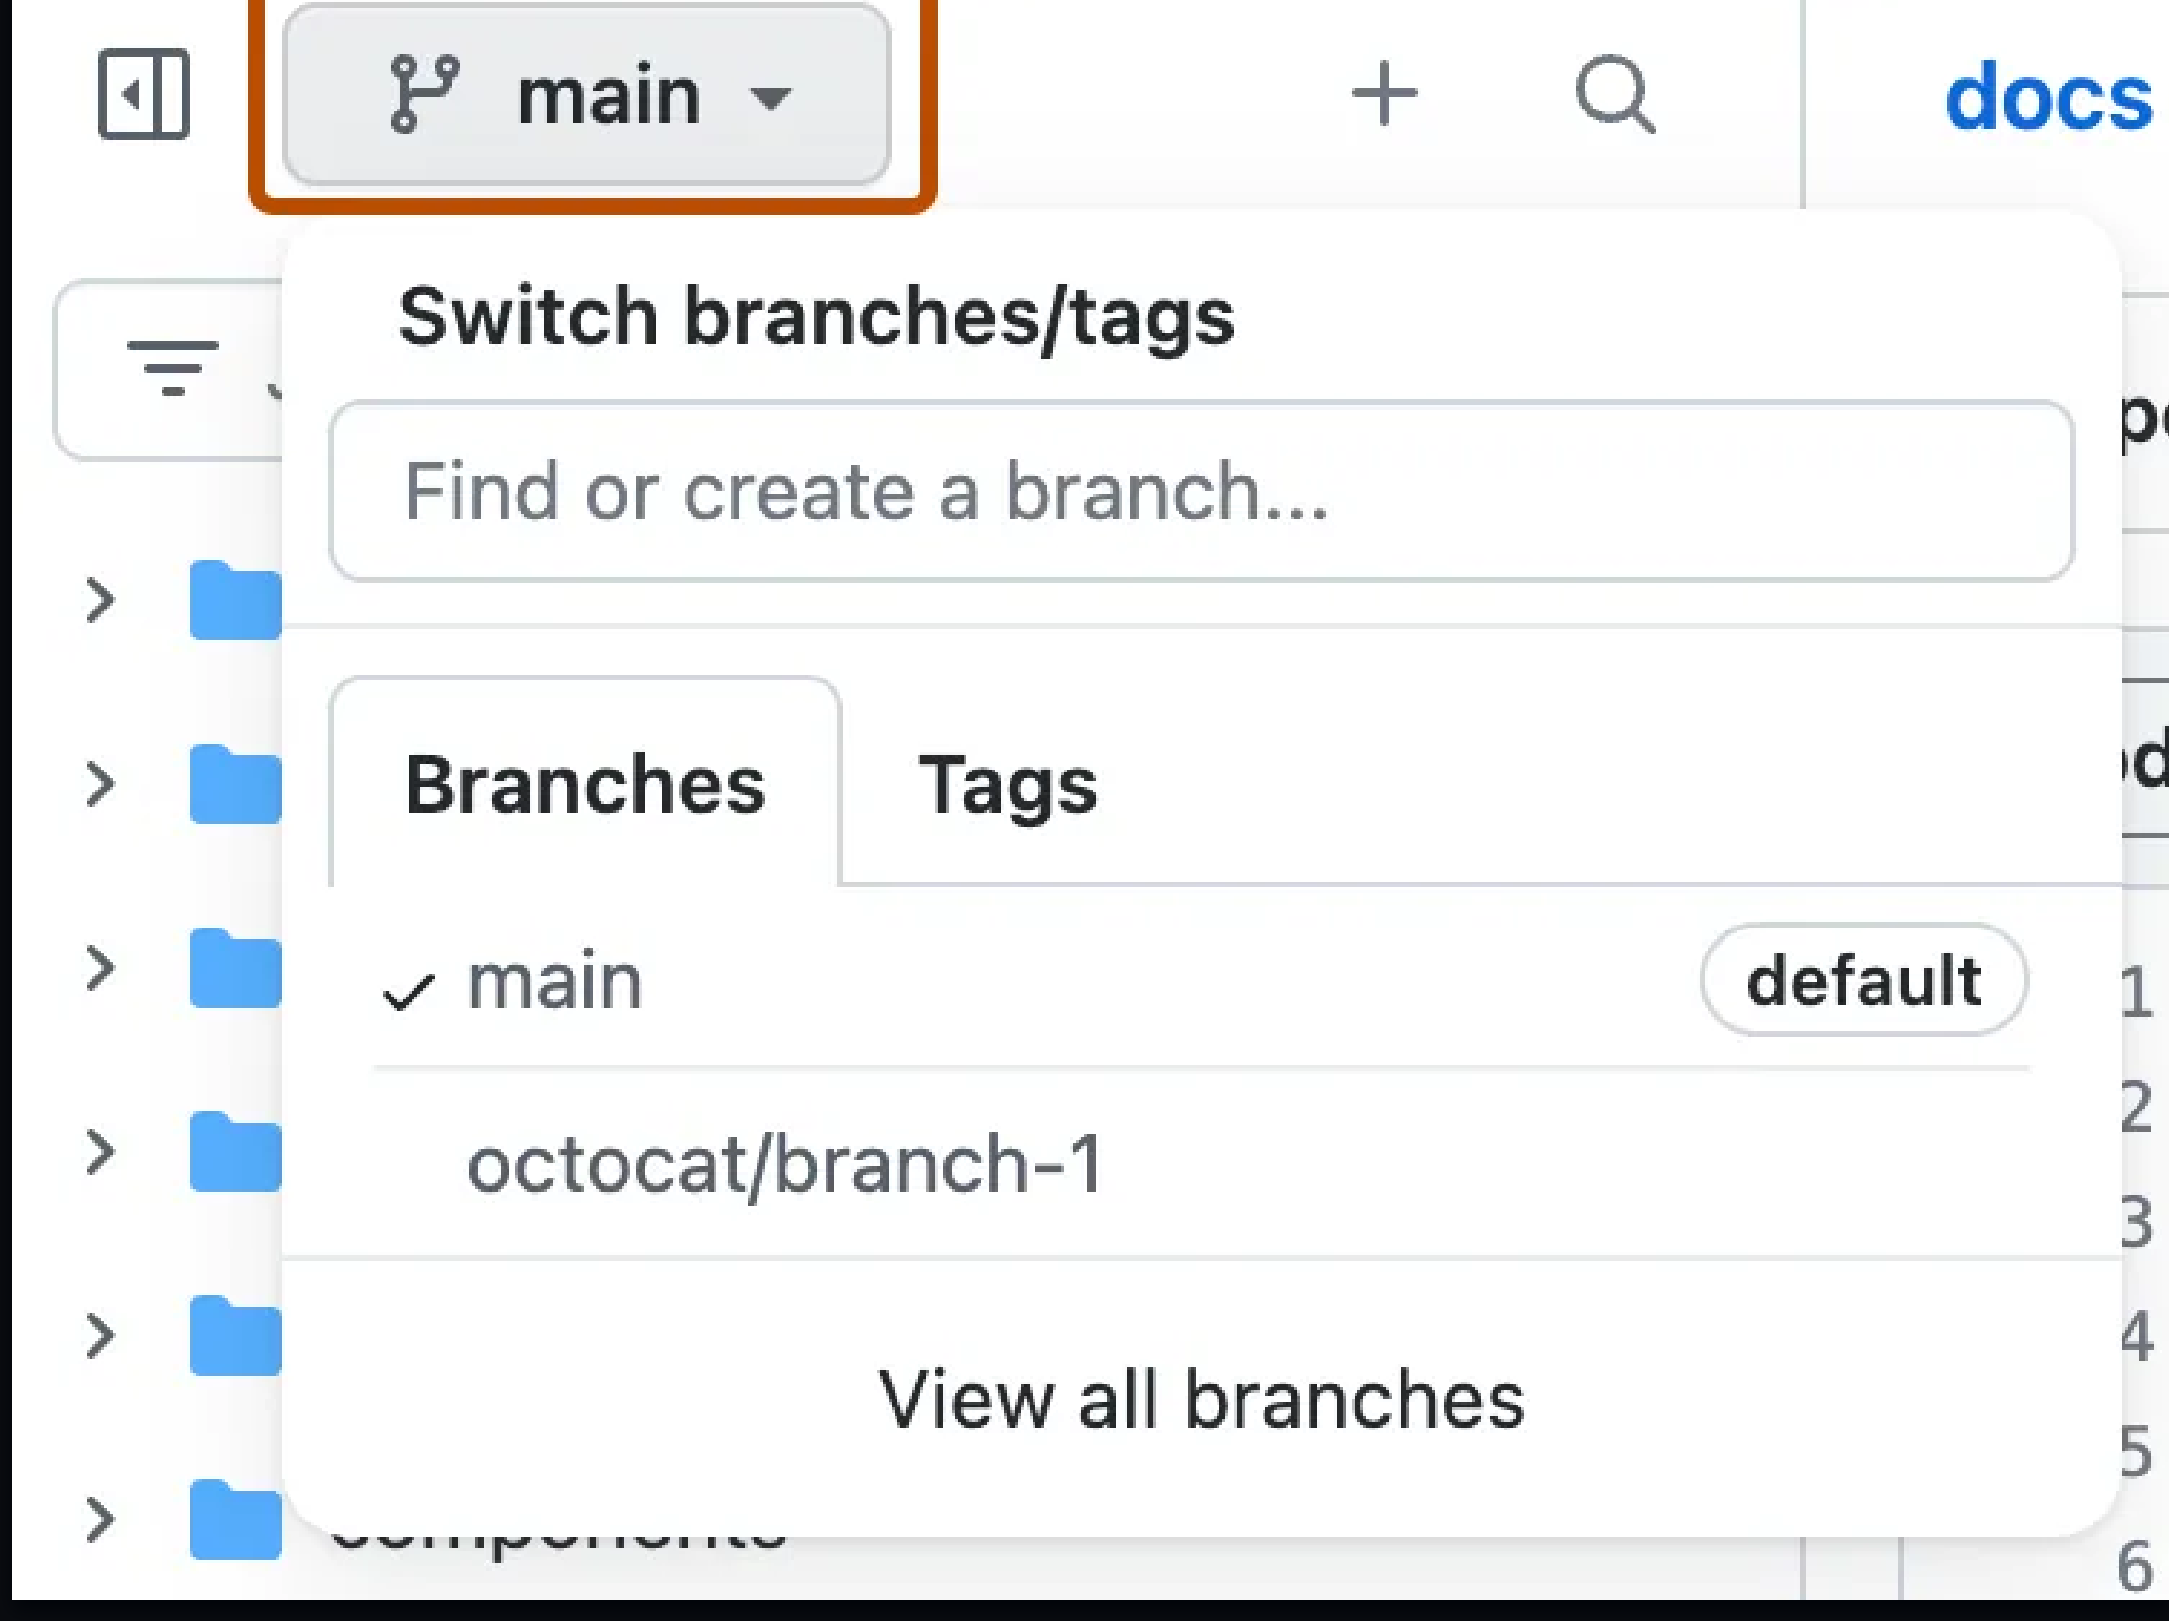 main
docs
Switch branches/tags
Find or create a branch...
Branches
Tags
main
default
octocat/branch-1
View all branches
components
1
2
3
4
5
6